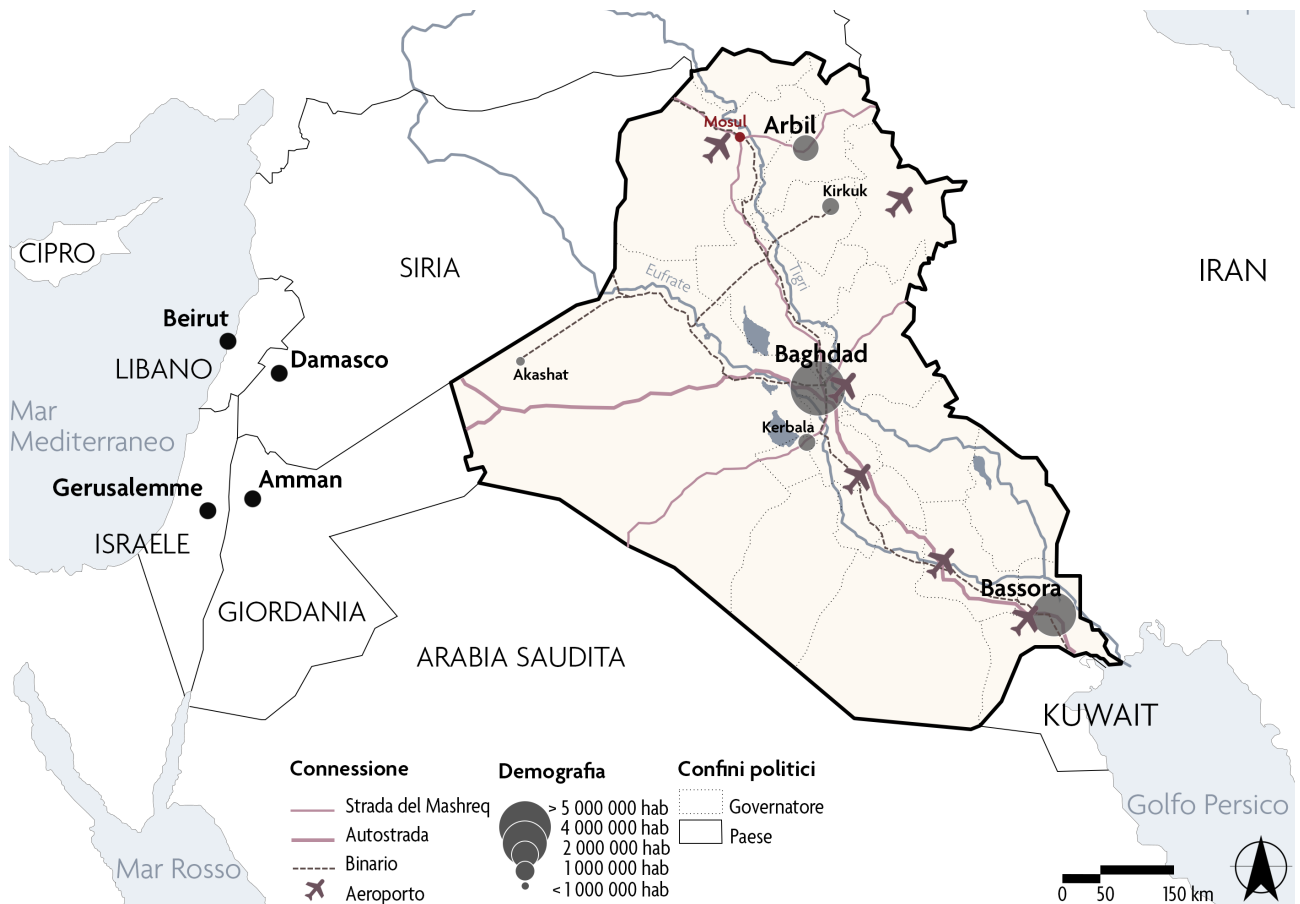 Mosul
Arbil
Kirkuk
CIPRO
SIRIA
IRAN
Eufrate
Tigri
Beirut
LIBANO
Damasco
Akashat
Baghdad
Mar
Mediterraneo
Kerbala
Gerusalemme
Amman
ISRAELE
GIORDANIA
Bassora
ARABIA SAUDITA
KUWAIT
Connessione
Strada del Mashreq
Autostrada
Binario
Aeroporto
Demografia
> 5 000 000 hab
4 000 000 hab
2 000 000 hab
1 000 000 hab
< 1 000 000 hab
Confini politici
Governatore
Paese
Golfo Persico
Mar Rosso
0 50 150 km